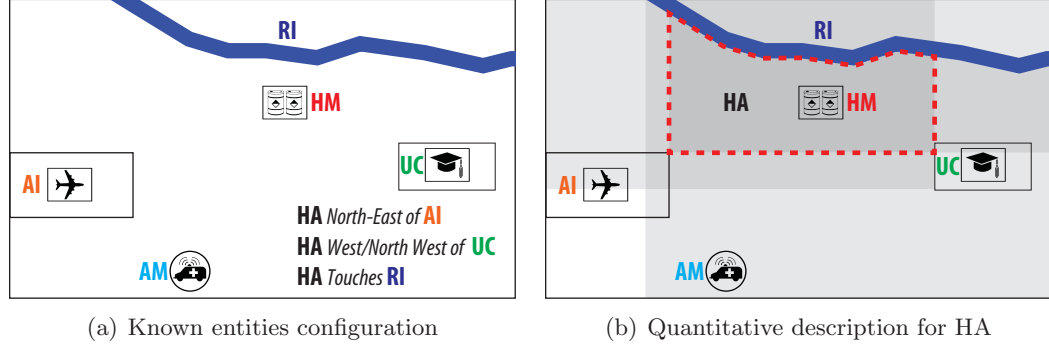 RI
HM
UC
AI
HA North-East of AI
HA West/North West of UC
AM
HA Touches RI
(a) Known entities configuration
RI
HA
HM
UC
AI
AM
(b) Quantitative description for HA